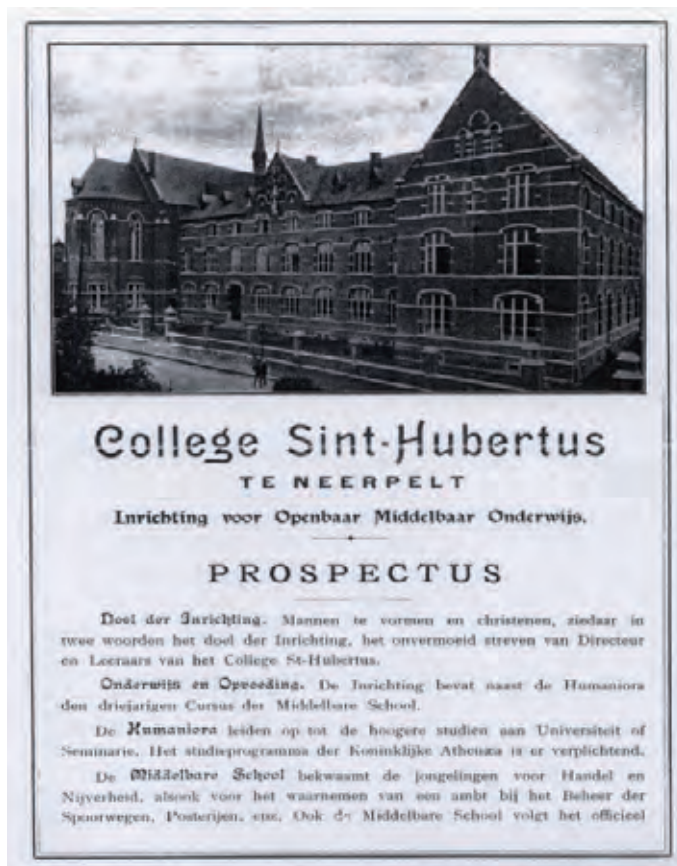 College Sint-Hubertus
TE NEERPELT
Inrichting voor Openbaar Middelbaar Onderwijs.
PROSPECTUS
Doel der Inrichting. Mannen te vormen en christenen, ziedaar in
twee woorden het doel der Inrichting, het onvermoeid streven van Directeur
en Leeraars van het College St-Hubertus.
Onderwijs en Opvoeding. De Inrichting bevat naast de Humaniora
den driejarigen Cursus der Middelbare School.
De Humaniora leiden op tot de hoogere studien aan Universiteit of
Seminarie. Het studieprogramma der Koninklijke Athenæa is er verplichtend.
De Middelbare School bekwaamt de jongelingen voor Handel en
Nijverheid, alsook voor het waarnemen van een ambt bij het Beheer der
Spoorwegen, Posterijen, enz. Ook de Middelbare School volgt het officieel